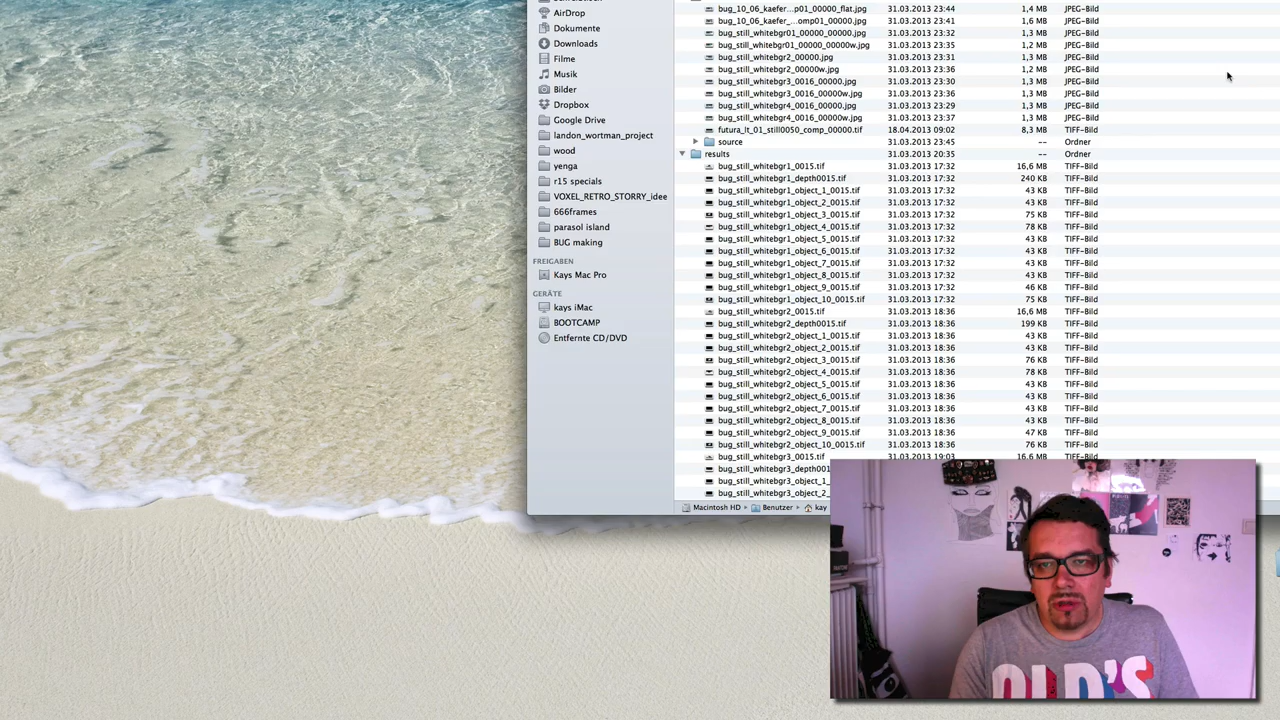 AirDrop
Dokumente
Downloads
Filme
Musik
Bilder
Dropbox
Google Drive
landon_wortman_project
wood
yenga
r15 specials
VOXEL_RETRO_STORRY_idee
666frames
parasol island
BUG making
FREIGABEN
Kays Mac Pro
GERÄTE
kays iMac
BOOTCAMP
Entfernte CD/DVD
bug_10_06_kaefer...p01_00000_flat.jpg 31.03.2013 23:44 1,4 MB JPEG-Bild
bug_10_06_kaefer_...omp01_00000.jpg 31.03.2013 23:41 1,6 MB JPEG-Bild
bug_still_whitebgr01_00000_00000.jpg 31.03.2013 23:32 1,3 MB JPEG-Bild
bug_still_whitebgr01_00000_00000w.jpg 31.03.2013 23:35 1,2 MB JPEG-Bild
bug_still_whitebgr2_00000.jpg 31.03.2013 23:31 1,3 MB JPEG-Bild
bug_still_whitebgr2_00000w.jpg 31.03.2013 23:36 1,2 MB JPEG-Bild
bug_still_whitebgr3_0016_00000.jpg 31.03.2013 23:30 1,3 MB JPEG-Bild
bug_still_whitebgr3_0016_00000w.jpg 31.03.2013 23:36 1,3 MB JPEG-Bild
bug_still_whitebgr4_0016_00000.jpg 31.03.2013 23:29 1,3 MB JPEG-Bild
bug_still_whitebgr4_0016_00000w.jpg 31.03.2013 23:37 1,3 MB JPEG-Bild
futura_lt_01_still0050_comp_00000.tif 18.04.2013 09:02 8,3 MB TIFF-Bild
source 31.03.2013 23:45 -- Ordner
results 31.03.2013 20:35 -- Ordner
bug_still_whitebgr1_0015.tif 31.03.2013 17:32 16,6 MB TIFF-Bild
bug_still_whitebgr1_depth0015.tif 31.03.2013 17:32 240 KB TIFF-Bild
bug_still_whitebgr1_object_1_0015.tif 31.03.2013 17:32 43 KB TIFF-Bild
bug_still_whitebgr1_object_2_0015.tif 31.03.2013 17:32 43 KB TIFF-Bild
bug_still_whitebgr1_object_3_0015.tif 31.03.2013 17:32 75 KB TIFF-Bild
bug_still_whitebgr1_object_4_0015.tif 31.03.2013 17:32 78 KB TIFF-Bild
bug_still_whitebgr1_object_5_0015.tif 31.03.2013 17:32 43 KB TIFF-Bild
bug_still_whitebgr1_object_6_0015.tif 31.03.2013 17:32 43 KB TIFF-Bild
bug_still_whitebgr1_object_7_0015.tif 31.03.2013 17:32 43 KB TIFF-Bild
bug_still_whitebgr1_object_8_0015.tif 31.03.2013 17:32 43 KB TIFF-Bild
bug_still_whitebgr1_object_9_0015.tif 31.03.2013 17:32 46 KB TIFF-Bild
bug_still_whitebgr1_object_10_0015.tif 31.03.2013 17:32 75 KB TIFF-Bild
bug_still_whitebgr2_0015.tif 31.03.2013 18:36 16,6 MB TIFF-Bild
bug_still_whitebgr2_depth0015.tif 31.03.2013 18:36 199 KB TIFF-Bild
bug_still_whitebgr2_object_1_0015.tif 31.03.2013 18:36 43 KB TIFF-Bild
bug_still_whitebgr2_object_2_0015.tif 31.03.2013 18:36 43 KB TIFF-Bild
bug_still_whitebgr2_object_3_0015.tif 31.03.2013 18:36 76 KB TIFF-Bild
bug_still_whitebgr2_object_4_0015.tif 31.03.2013 18:36 78 KB TIFF-Bild
bug_still_whitebgr2_object_5_0015.tif 31.03.2013 18:36 43 KB TIFF-Bild
bug_still_whitebgr2_object_6_0015.tif 31.03.2013 18:36 43 KB TIFF-Bild
bug_still_whitebgr2_object_7_0015.tif 31.03.2013 18:36 43 KB TIFF-Bild
bug_still_whitebgr2_object_8_0015.tif 31.03.2013 18:36 43 KB TIFF-Bild
bug_still_whitebgr2_object_9_0015.tif 31.03.2013 18:36 47 KB TIFF-Bild
bug_still_whitebgr2_object_10_0015.tif 31.03.2013 18:36 76 KB TIFF-Bild
bug_still_whitebgr3_0015.tif 31.03.2013 19:03 16,6 MB TIFF-Bild
bug_still_whitebgr3_depth001
bug_still_whitebgr3_object_1_
bug_still_whitebgr3_object_2_
Macintosh HD Benutzer kay
OLD'S